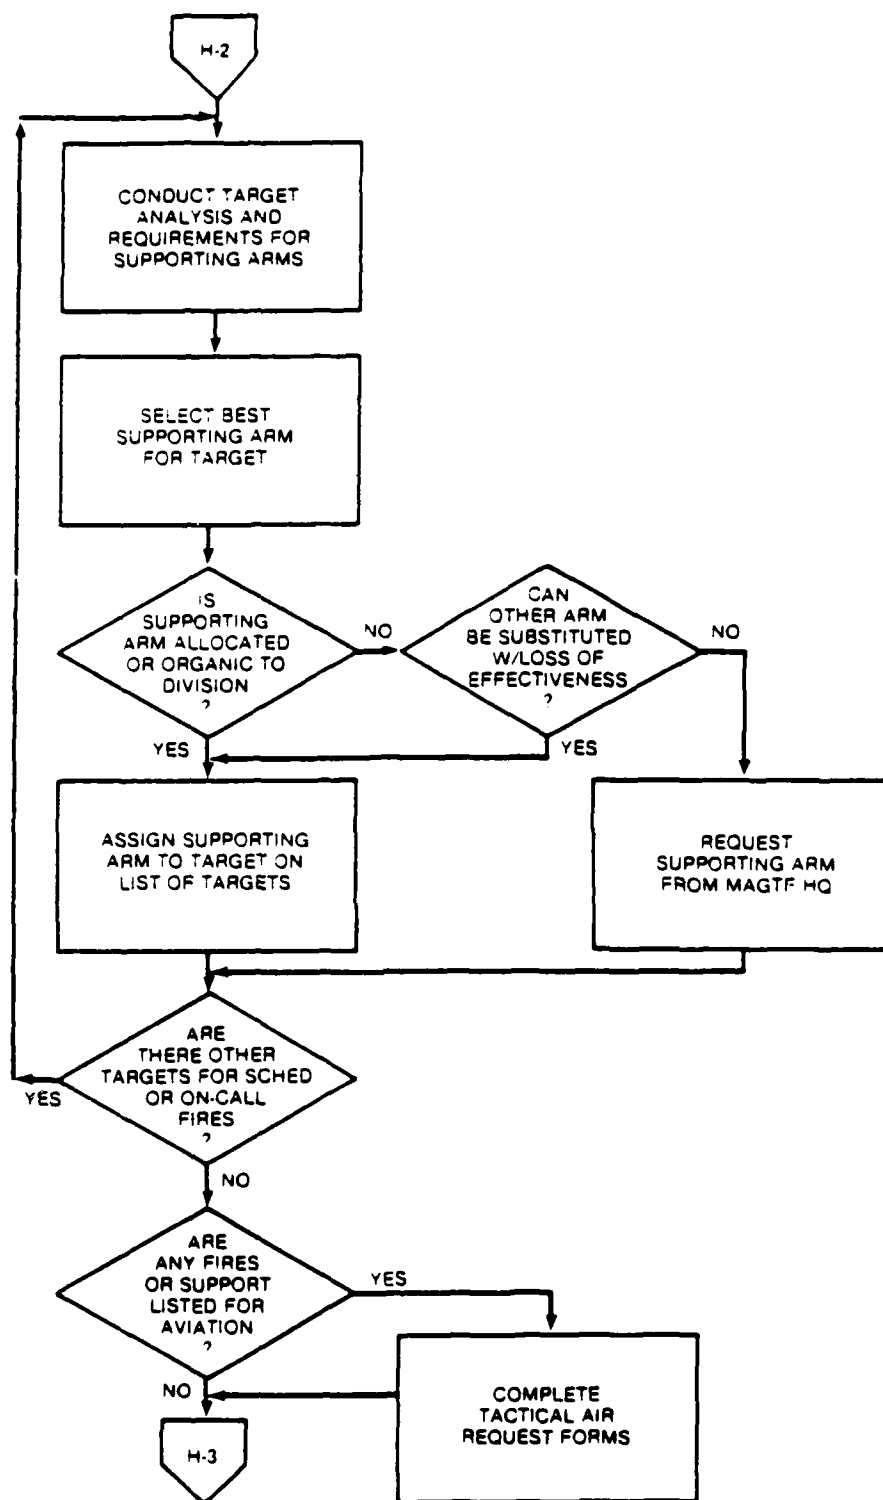 H-2
CONDUCT TARGET
ANALYSIS AND
REQUIREMENTS FOR
SUPPORTING ARMS
SELECT BEST
SUPPORTING ARM
FOR TARGET
IS
SUPPORTING
ARM ALLOCATED
OR ORGANIC TO
DIVISION
?
NO
CAN
OTHER ARM
BE SUBSTITUTED
W/LOSS OF
EFFECTIVENESS
?
NO
YES
YES
ASSIGN SUPPORTING
ARM TO TARGET ON
LIST OF TARGETS
REQUEST
SUPPORTING ARM
FROM MAGTF HQ
ARE
THERE OTHER
TARGETS FOR SCHED
OR ON-CALL
FIRES
?
YES
NO
ARE
ANY FIRES
OR SUPPORT
LISTED FOR
AVIATION
?
YES
NO
COMPLETE
TACTICAL AIR
REQUEST FORMS
H-3